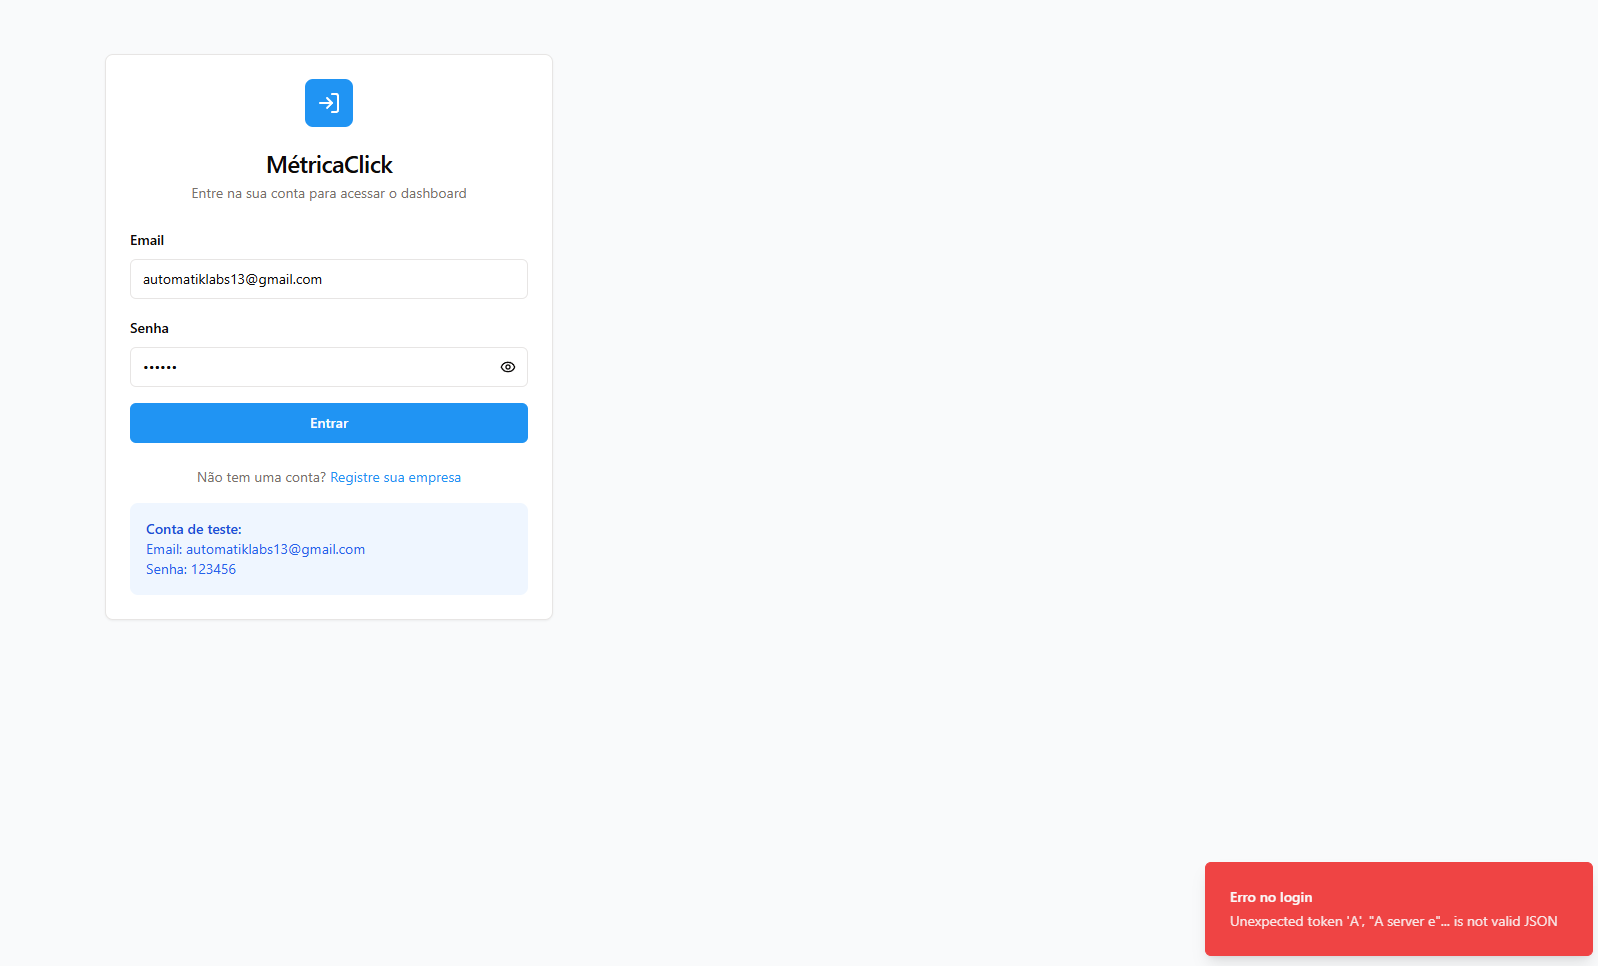 MétricaClick
Entre na sua conta para acessar o dashboard
Email
automatiklabs13@gmail.com
Senha
••••••
Entrar
Não tem uma conta? Registre sua empresa
Conta de teste:
Email: automatiklabs13@gmail.com
Senha: 123456
Erro no login
Unexpected token 'A', "A server e"... is not valid JSON